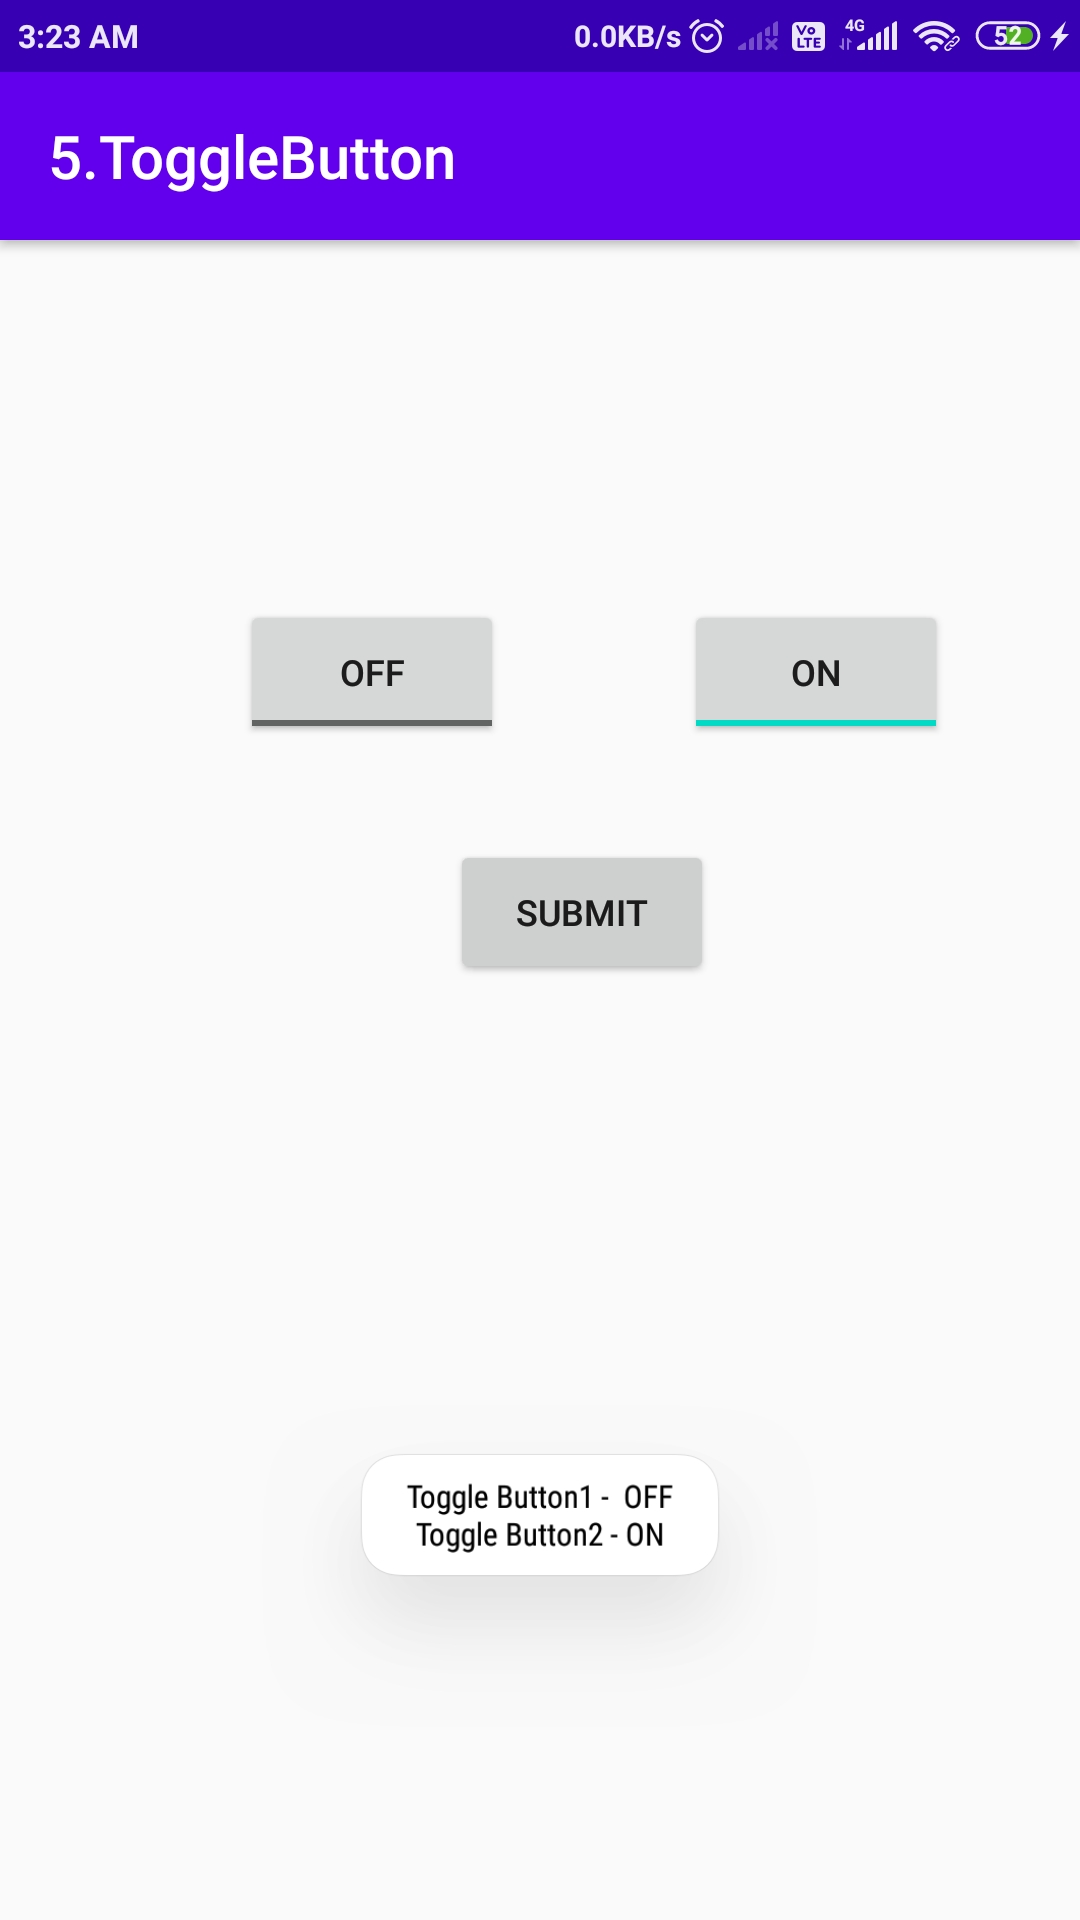 3:23 AM 0.0KB/s Vo LTE 4G 52
5.ToggleButton
OFF ON
SUBMIT
Toggle Button1 -  OFF
Toggle Button2 - ON